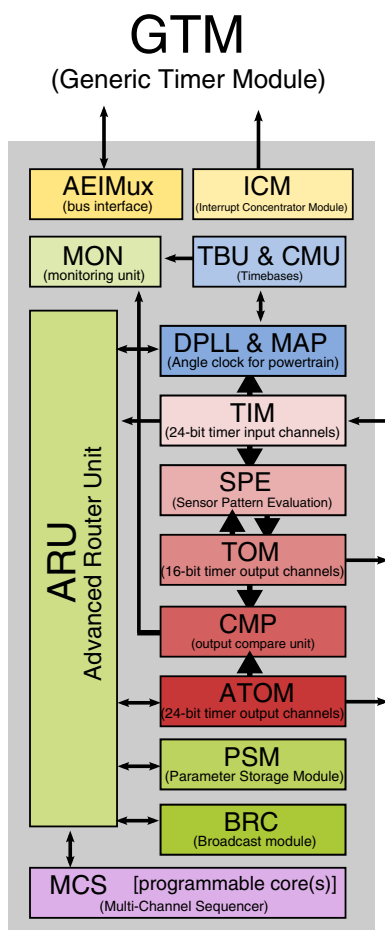 GTM
(Generic Timer Module)
AEIMux
(bus interface)
ICM
(Interrupt Concentrator Module)
MON
(monitoring unit)
TBU & CMU
(Timebases)
DPLL & MAP
(Angle clock for powertrain)
TIM
(24-bit timer input channels)
SPE
(Sensor Pattern Evaluation)
TOM
(16-bit timer output channels)
CMP
(output compare unit)
ATOM
(24-bit timer output channels)
PSM
(Parameter Storage Module)
BRC
(Broadcast module)
ARU
Advanced Router Unit
MCS [programmable core(s)]
(Multi-Channel Sequencer)